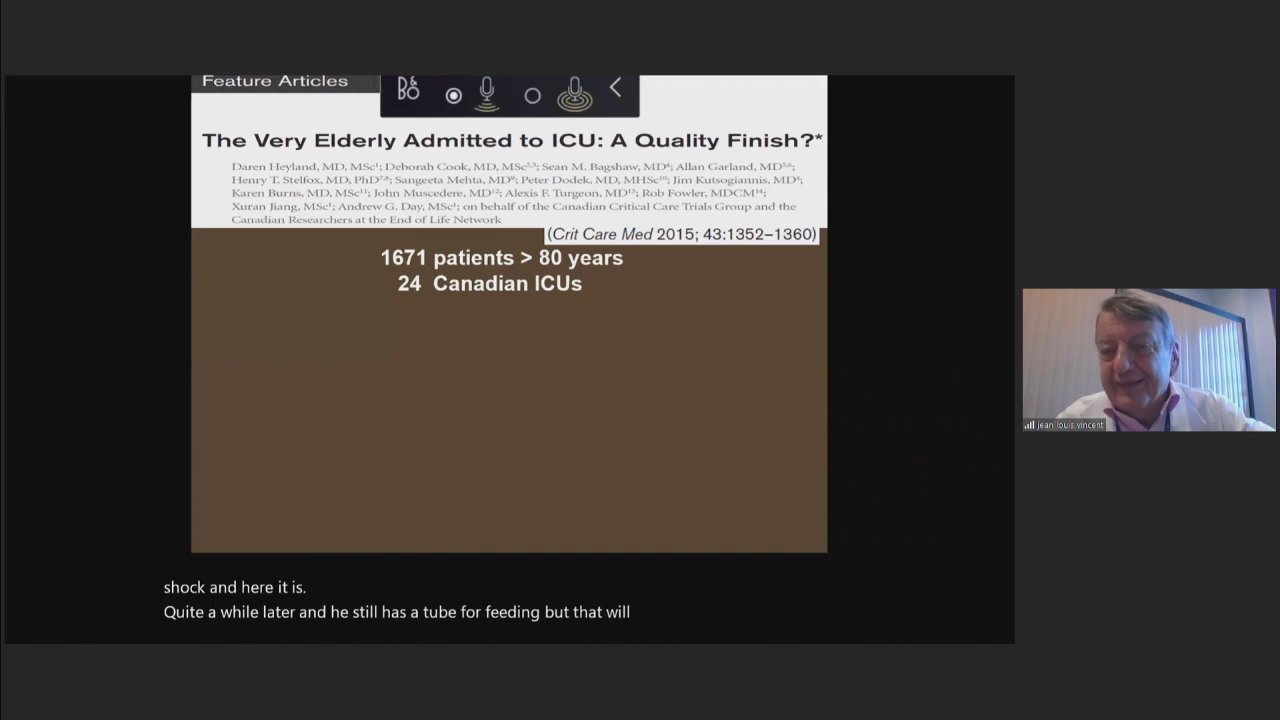 Feature Articles
The Very Elderly Admitted to ICU: A Quality Finish?*
Daren Heyland, MD, MSc¹; Deborah Cook, MD, MSc²,³; Sean M. Bagshaw, MD⁴; Allan Garland, MD⁵,⁶;
Henry T. Stelfox, MD, PhD⁷,⁸; Sangeeta Mehta, MD⁹; Peter Dodek, MD, MHSc¹⁰; Jim Kutsogiannis, MD⁴;
Karen Burns, MD, MSc¹¹; John Muscedere, MD¹²; Alexis F. Turgeon, MD¹³; Rob Fowler, MDCM¹⁴;
Xuran Jiang, MSc¹; Andrew G. Day, MSc¹; on behalf of the Canadian Critical Care Trials Group and the
Canadian Researchers at the End of Life Network
(Crit Care Med 2015; 43:1352–1360)
1671 patients > 80 years
24 Canadian ICUs
jean louis vincent
shock and here it is.
Quite a while later and he still has a tube for feeding but that will